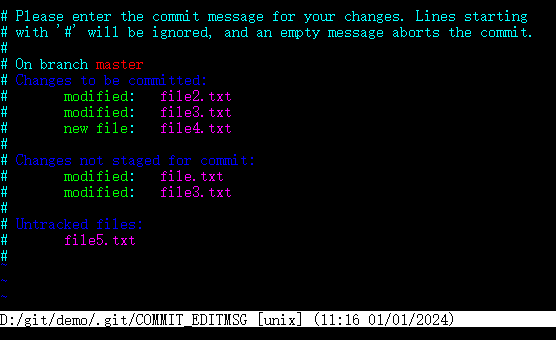 # Please enter the commit message for your changes. Lines starting
# with '#' will be ignored, and an empty message aborts the commit.
#
# On branch master
# Changes to be committed:
#       modified:   file2.txt
#       modified:   file3.txt
#       new file:   file4.txt
#
# Changes not staged for commit:
#       modified:   file.txt
#       modified:   file3.txt
#
# Untracked files:
#       file5.txt
#
~
~
~
D:/git/demo/.git/COMMIT_EDITMSG [unix] (11:16 01/01/2024)